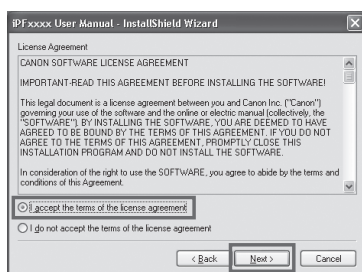 iPFxxxx User Manual - InstallShield Wizard
License Agreement
CANON SOFTWARE LICENSE AGREEMENT
IMPORTANT-READ THIS AGREEMENT BEFORE INSTALLING THE SOFTWARE!
This legal document is a license agreement between you and Canon Inc. ("Canon")
governing your use of the software and the online or electric manual (collectively, the
"SOFTWARE"). BY INSTALLING THE SOFTWARE, YOU ARE DEEMED TO HAVE
AGREED TO BE BOUND BY THE TERMS OF THIS AGREEMENT. IF YOU DO NOT
AGREE TO THE TERMS OF THIS AGREEMENT, PROMPTLY CLOSE THIS
INSTALLATION PROGRAM AND DO NOT INSTALL THE SOFTWARE.
In consideration of the right to use the SOFTWARE, you agree to abide by the terms and
conditions of this Agreement.
I accept the terms of the license agreement
I do not accept the terms of the license agreement
< Back Next > Cancel